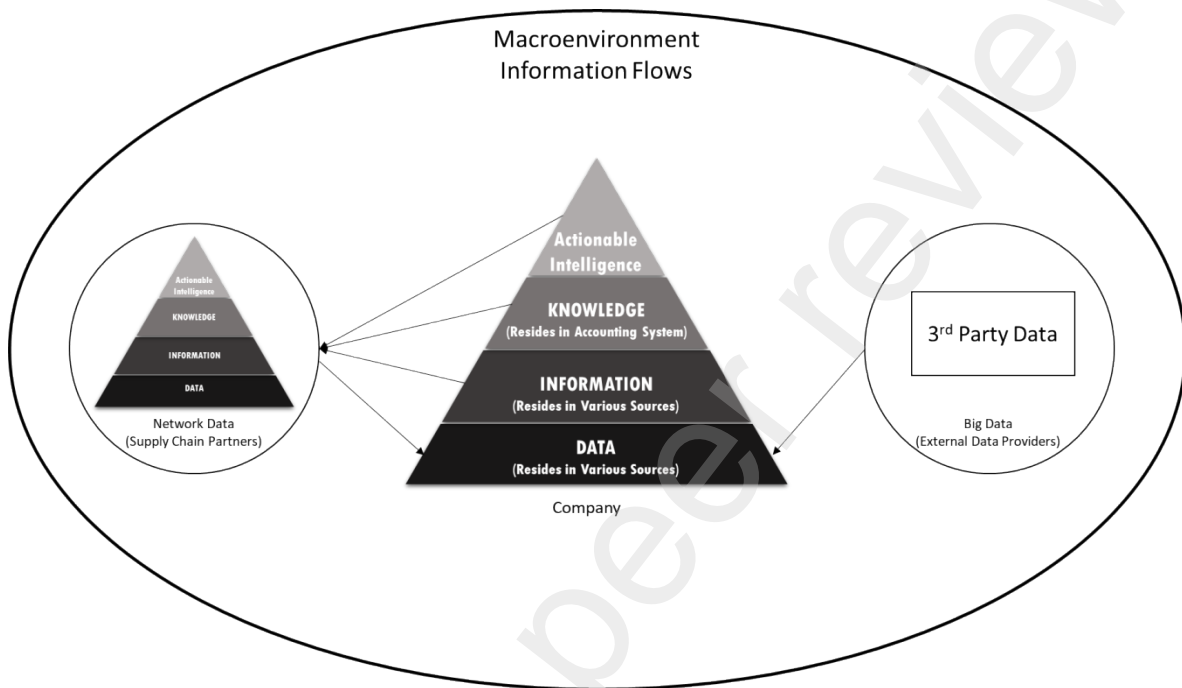 Macroenvironment
Information Flows
Actionable
Intelligence
KNOWLEDGE
(Resides in Accounting System)
INFORMATION
(Resides in Various Sources)
DATA
(Resides in Various Sources)
Company
Actionable
Intelligence
KNOWLEDGE
INFORMATION
DATA
Network Data
(Supply Chain Partners)
3rd Party Data
Big Data
(External Data Providers)
peer review